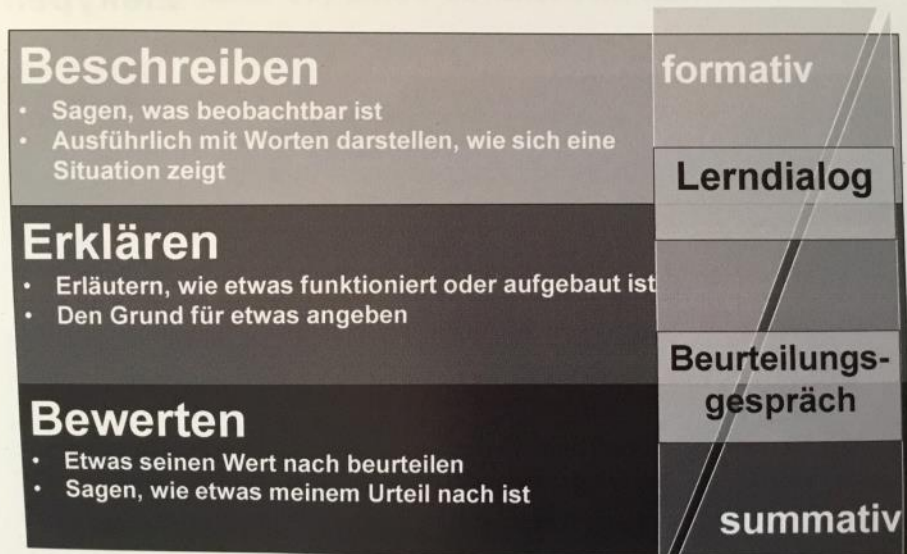 Beschreiben
• Sagen, was beobachtbar ist
• Ausführlich mit Worten darstellen, wie sich eine
Situation zeigt
Erklären
• Erläutern, wie etwas funktioniert oder aufgebaut ist
• Den Grund für etwas angeben
Bewerten
• Etwas seinen Wert nach beurteilen
• Sagen, wie etwas meinem Urteil nach ist
formativ
Lerndialog
Beurteilungs-
gespräch
summativ